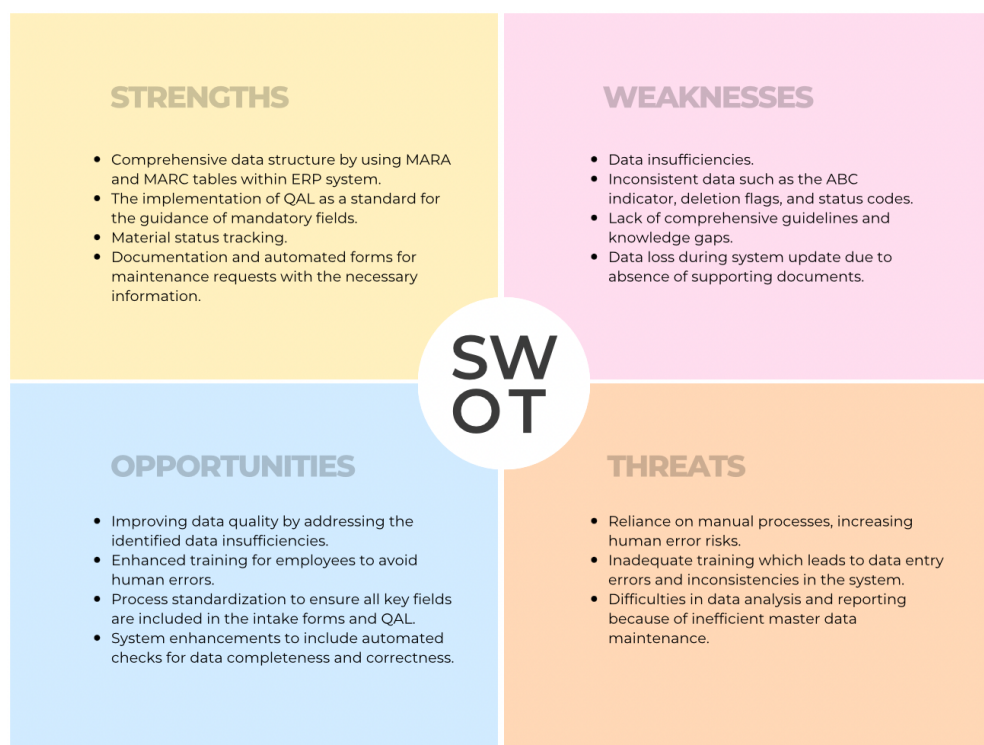 STRENGTHS
• Comprehensive data structure by using MARA
and MARC tables within ERP system.
• The implementation of QAL as a standard for
the guidance of mandatory fields.
• Material status tracking.
• Documentation and automated forms for
maintenance requests with the necessary
information.
WEAKNESSES
• Data insufficiencies.
• Inconsistent data such as the ABC
indicator, deletion flags, and status codes.
• Lack of comprehensive guidelines and
knowledge gaps.
• Data loss during system update due to
absence of supporting documents.
SW
OT
OPPORTUNITIES
• Improving data quality by addressing the
identified data insufficiencies.
• Enhanced training for employees to avoid
human errors.
• Process standardization to ensure all key fields
are included in the intake forms and QAL.
• System enhancements to include automated
checks for data completeness and correctness.
THREATS
• Reliance on manual processes, increasing
human error risks.
• Inadequate training which leads to data entry
errors and inconsistencies in the system.
• Difficulties in data analysis and reporting
because of inefficient master data
maintenance.